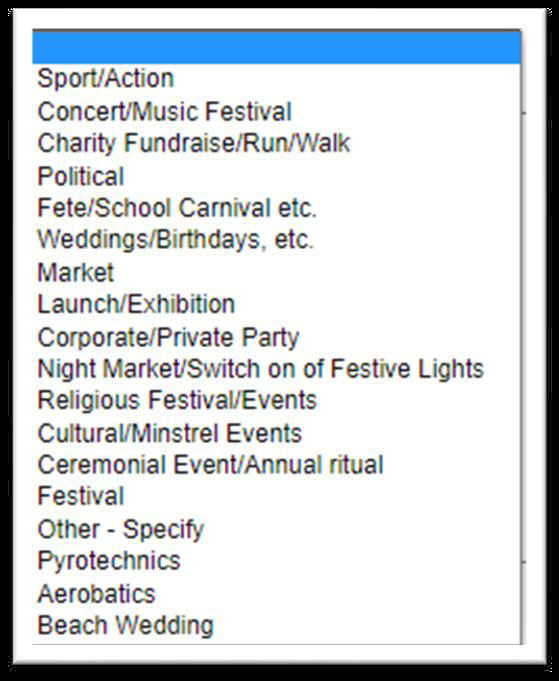 Sport/Action
Concert/Music Festival
Charity Fundraise/Run/Walk
Political
Fete/School Carnival etc.
Weddings/Birthdays, etc.
Market
Launch/Exhibition
Corporate/Private Party
Night Market/Switch on of Festive Lights
Religious Festival/Events
Cultural/Minstrel Events
Ceremonial Event/Annual ritual
Festival
Other - Specify
Pyrotechnics
Aerobatics
Beach Wedding